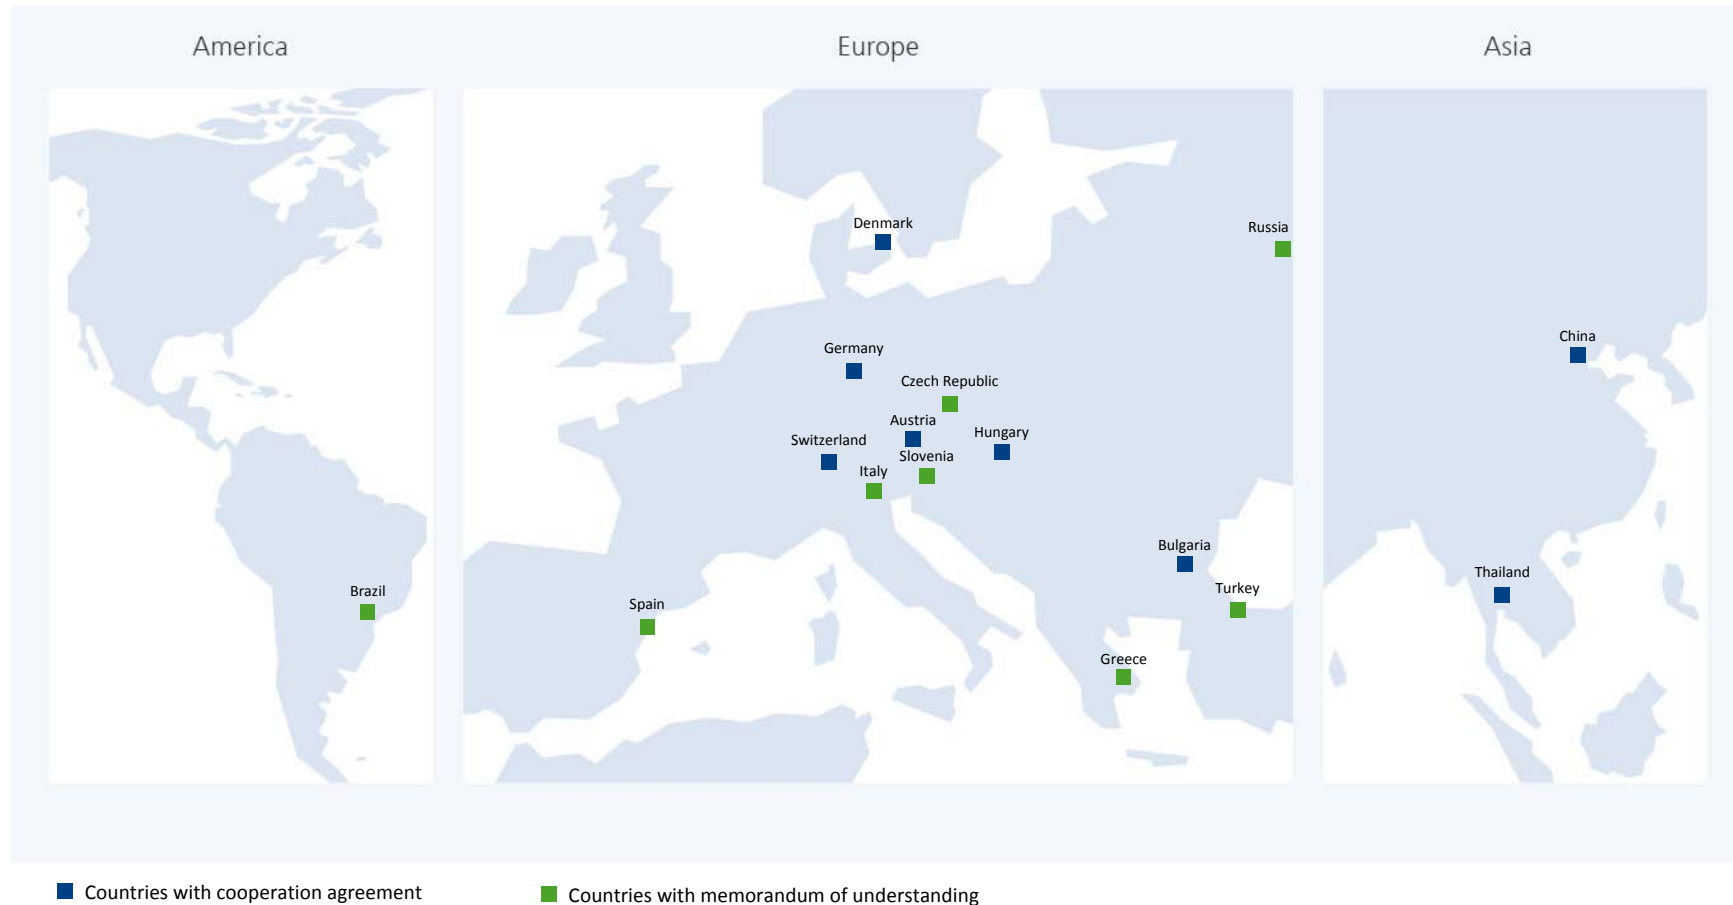 America
Europe
Asia
Denmark
Russia
China
Germany
Czech Republic
Austria
Hungary
Switzerland
Slovenia
Italy
Bulgaria
Thailand
Turkey
Brazil
Spain
Greece
Countries with cooperation agreement
Countries with memorandum of understanding